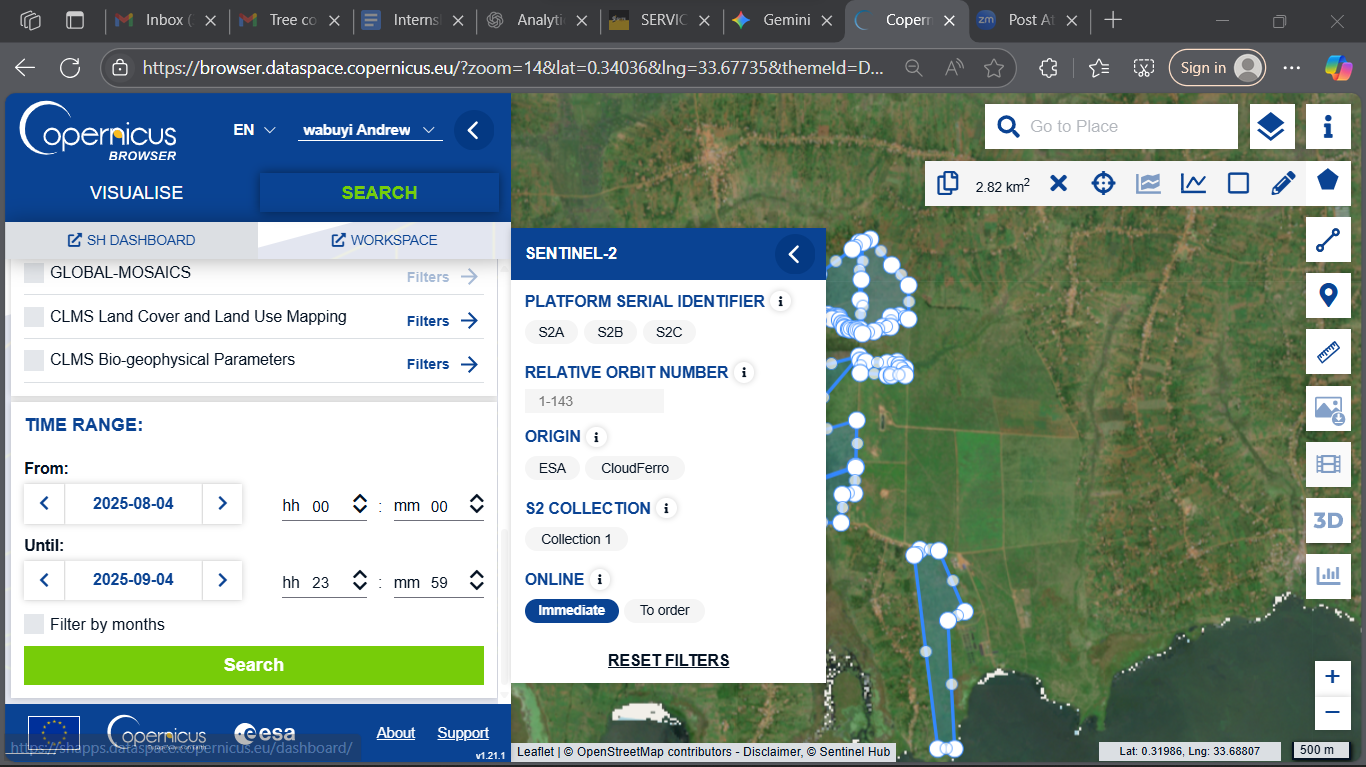 Inbox (
Tree co
Interns
Analyti
SERVIC
Gemini
Copern
zm
Post At
https://browser.dataspace.copernicus.eu/?zoom=14&lat=0.34036&lng=33.67735&themeId=D...
Sign in
opernicus
BROWSER
EN
wabuyi Andrew
VISUALISE
SEARCH
SH DASHBOARD
WORKSPACE
GLOBAL-MOSAICS
Filters
CLMS Land Cover and Land Use Mapping
Filters
CLMS Bio-geophysical Parameters
Filters
TIME RANGE:
From:
2025-08-04
hh 00 : mm 00
Until:
2025-09-04
hh 23 : mm 59
Filter by months
Search
opernicus
esa
About
Support
https://shapps.dataspace.copernicus.eu/dashboard/
v1.21.1
SENTINEL-2
PLATFORM SERIAL IDENTIFIER
S2A S2B S2C
RELATIVE ORBIT NUMBER
1-143
ORIGIN
ESA CloudFerro
S2 COLLECTION
Collection 1
ONLINE
Immediate To order
RESET FILTERS
Go to Place
2.82 km²
3D
+
−
Leaflet | © OpenStreetMap contributors - Disclaimer, © Sentinel Hub
Lat: 0.31986, Lng: 33.68807
500 m